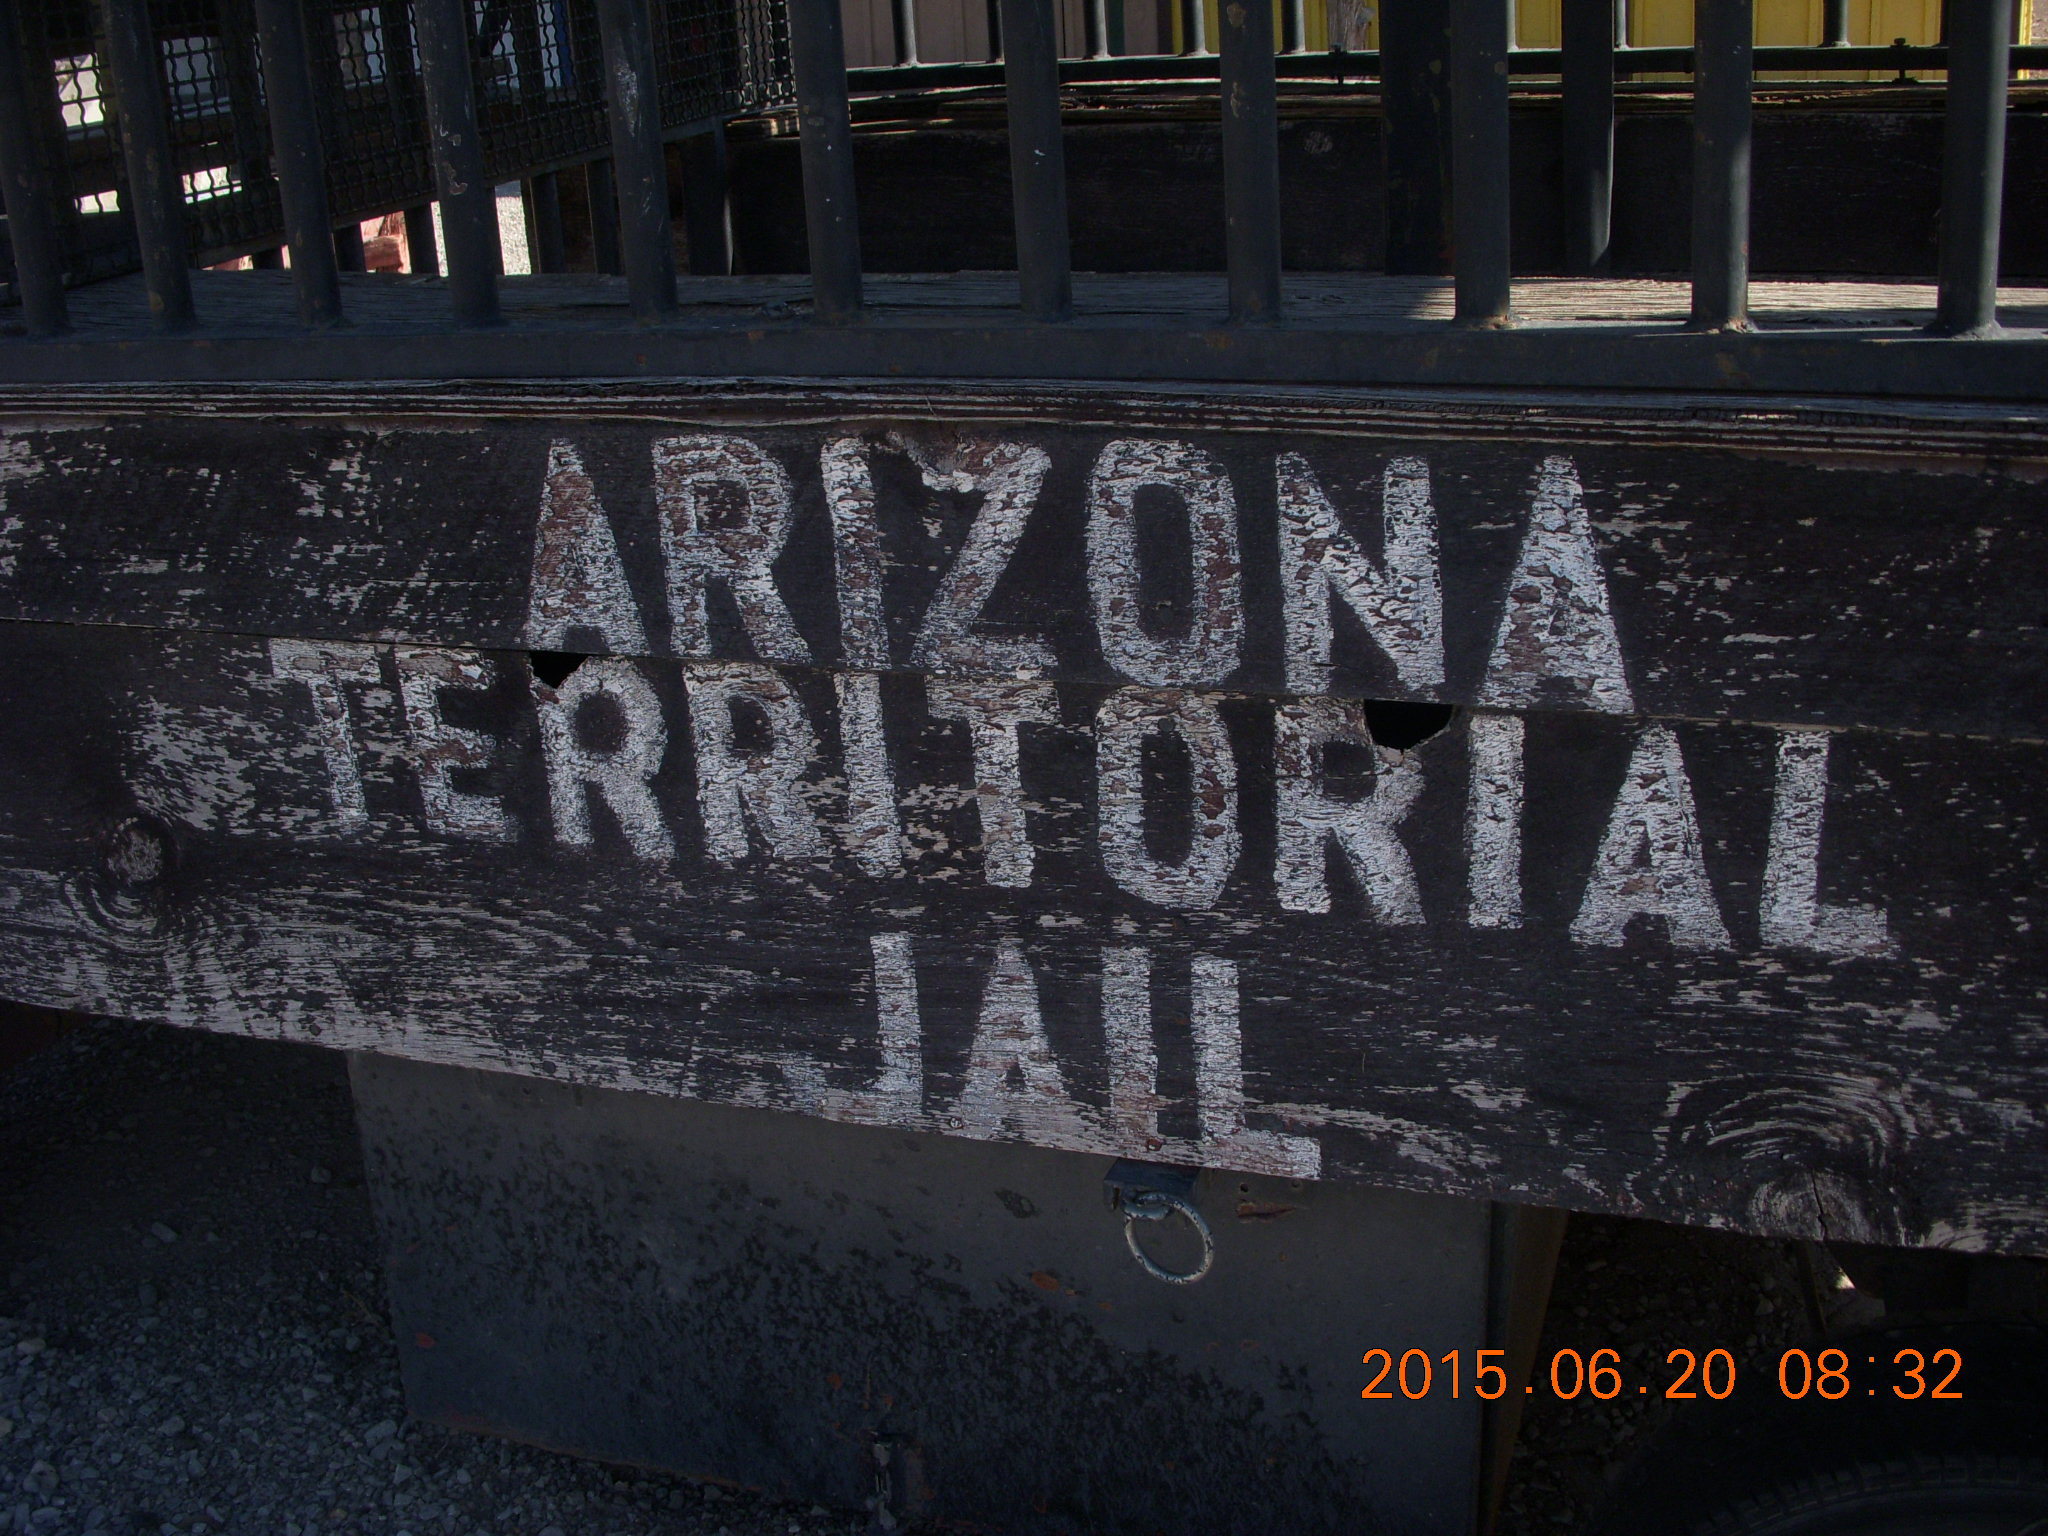 ARIZONA
TERRITORIAL
JAIL
2015.06.20 08:32